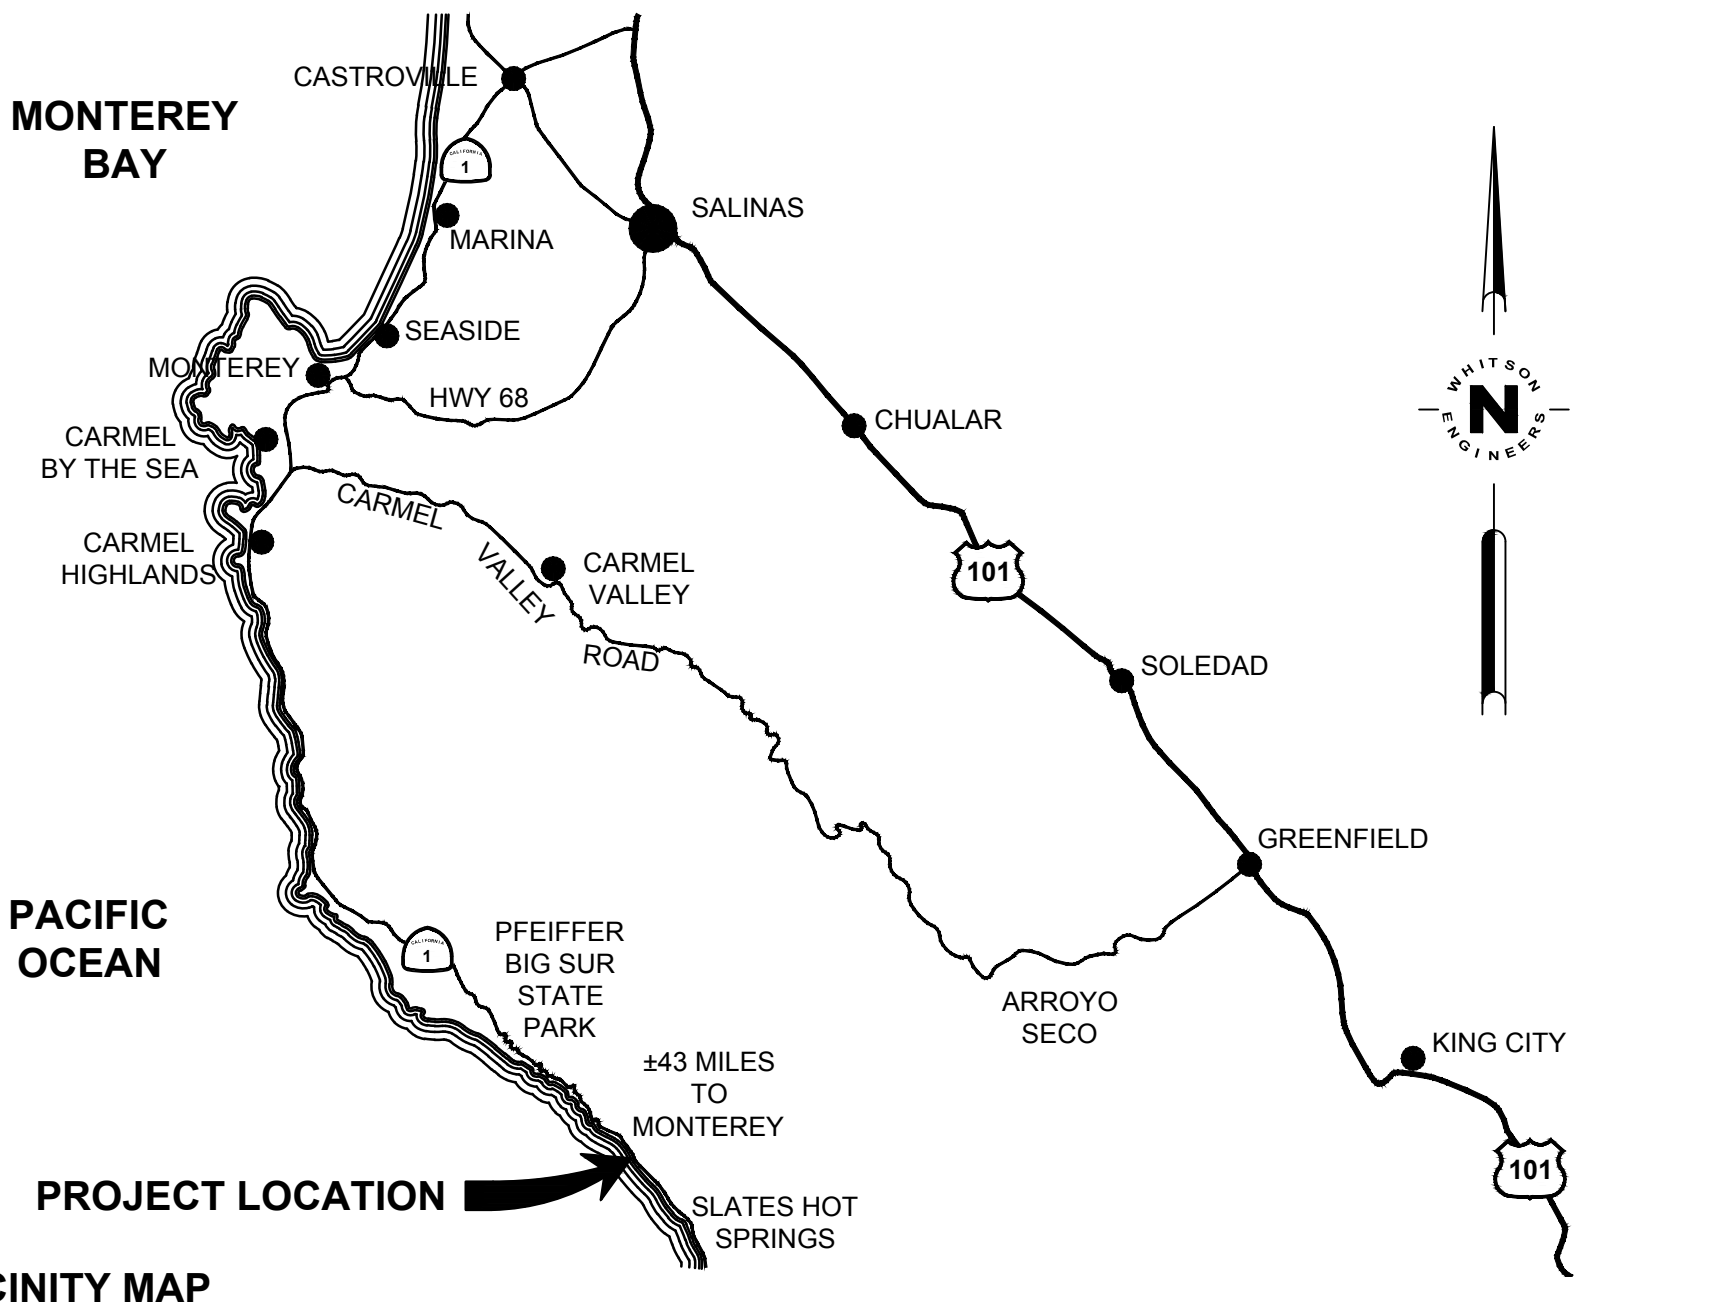 CASTROVILLE
MONTEREY
BAY
CALIFORNIA
1
SALINAS
MARINA
SEASIDE
MONTEREY
HWY 68
CARMEL
BY THE SEA
CHUALAR
WHITSON
N
ENGINEERS
CARMEL
VALLEY
ROAD
CARMEL
HIGHLANDS
CARMEL
VALLEY
101
SOLEDAD
GREENFIELD
PACIFIC
OCEAN
CALIFORNIA
1
PFEIFFER
BIG SUR
STATE
PARK
ARROYO
SECO
KING CITY
±43 MILES
TO
MONTEREY
101
PROJECT LOCATION
SLATES HOT
SPRINGS
CINITY MAP